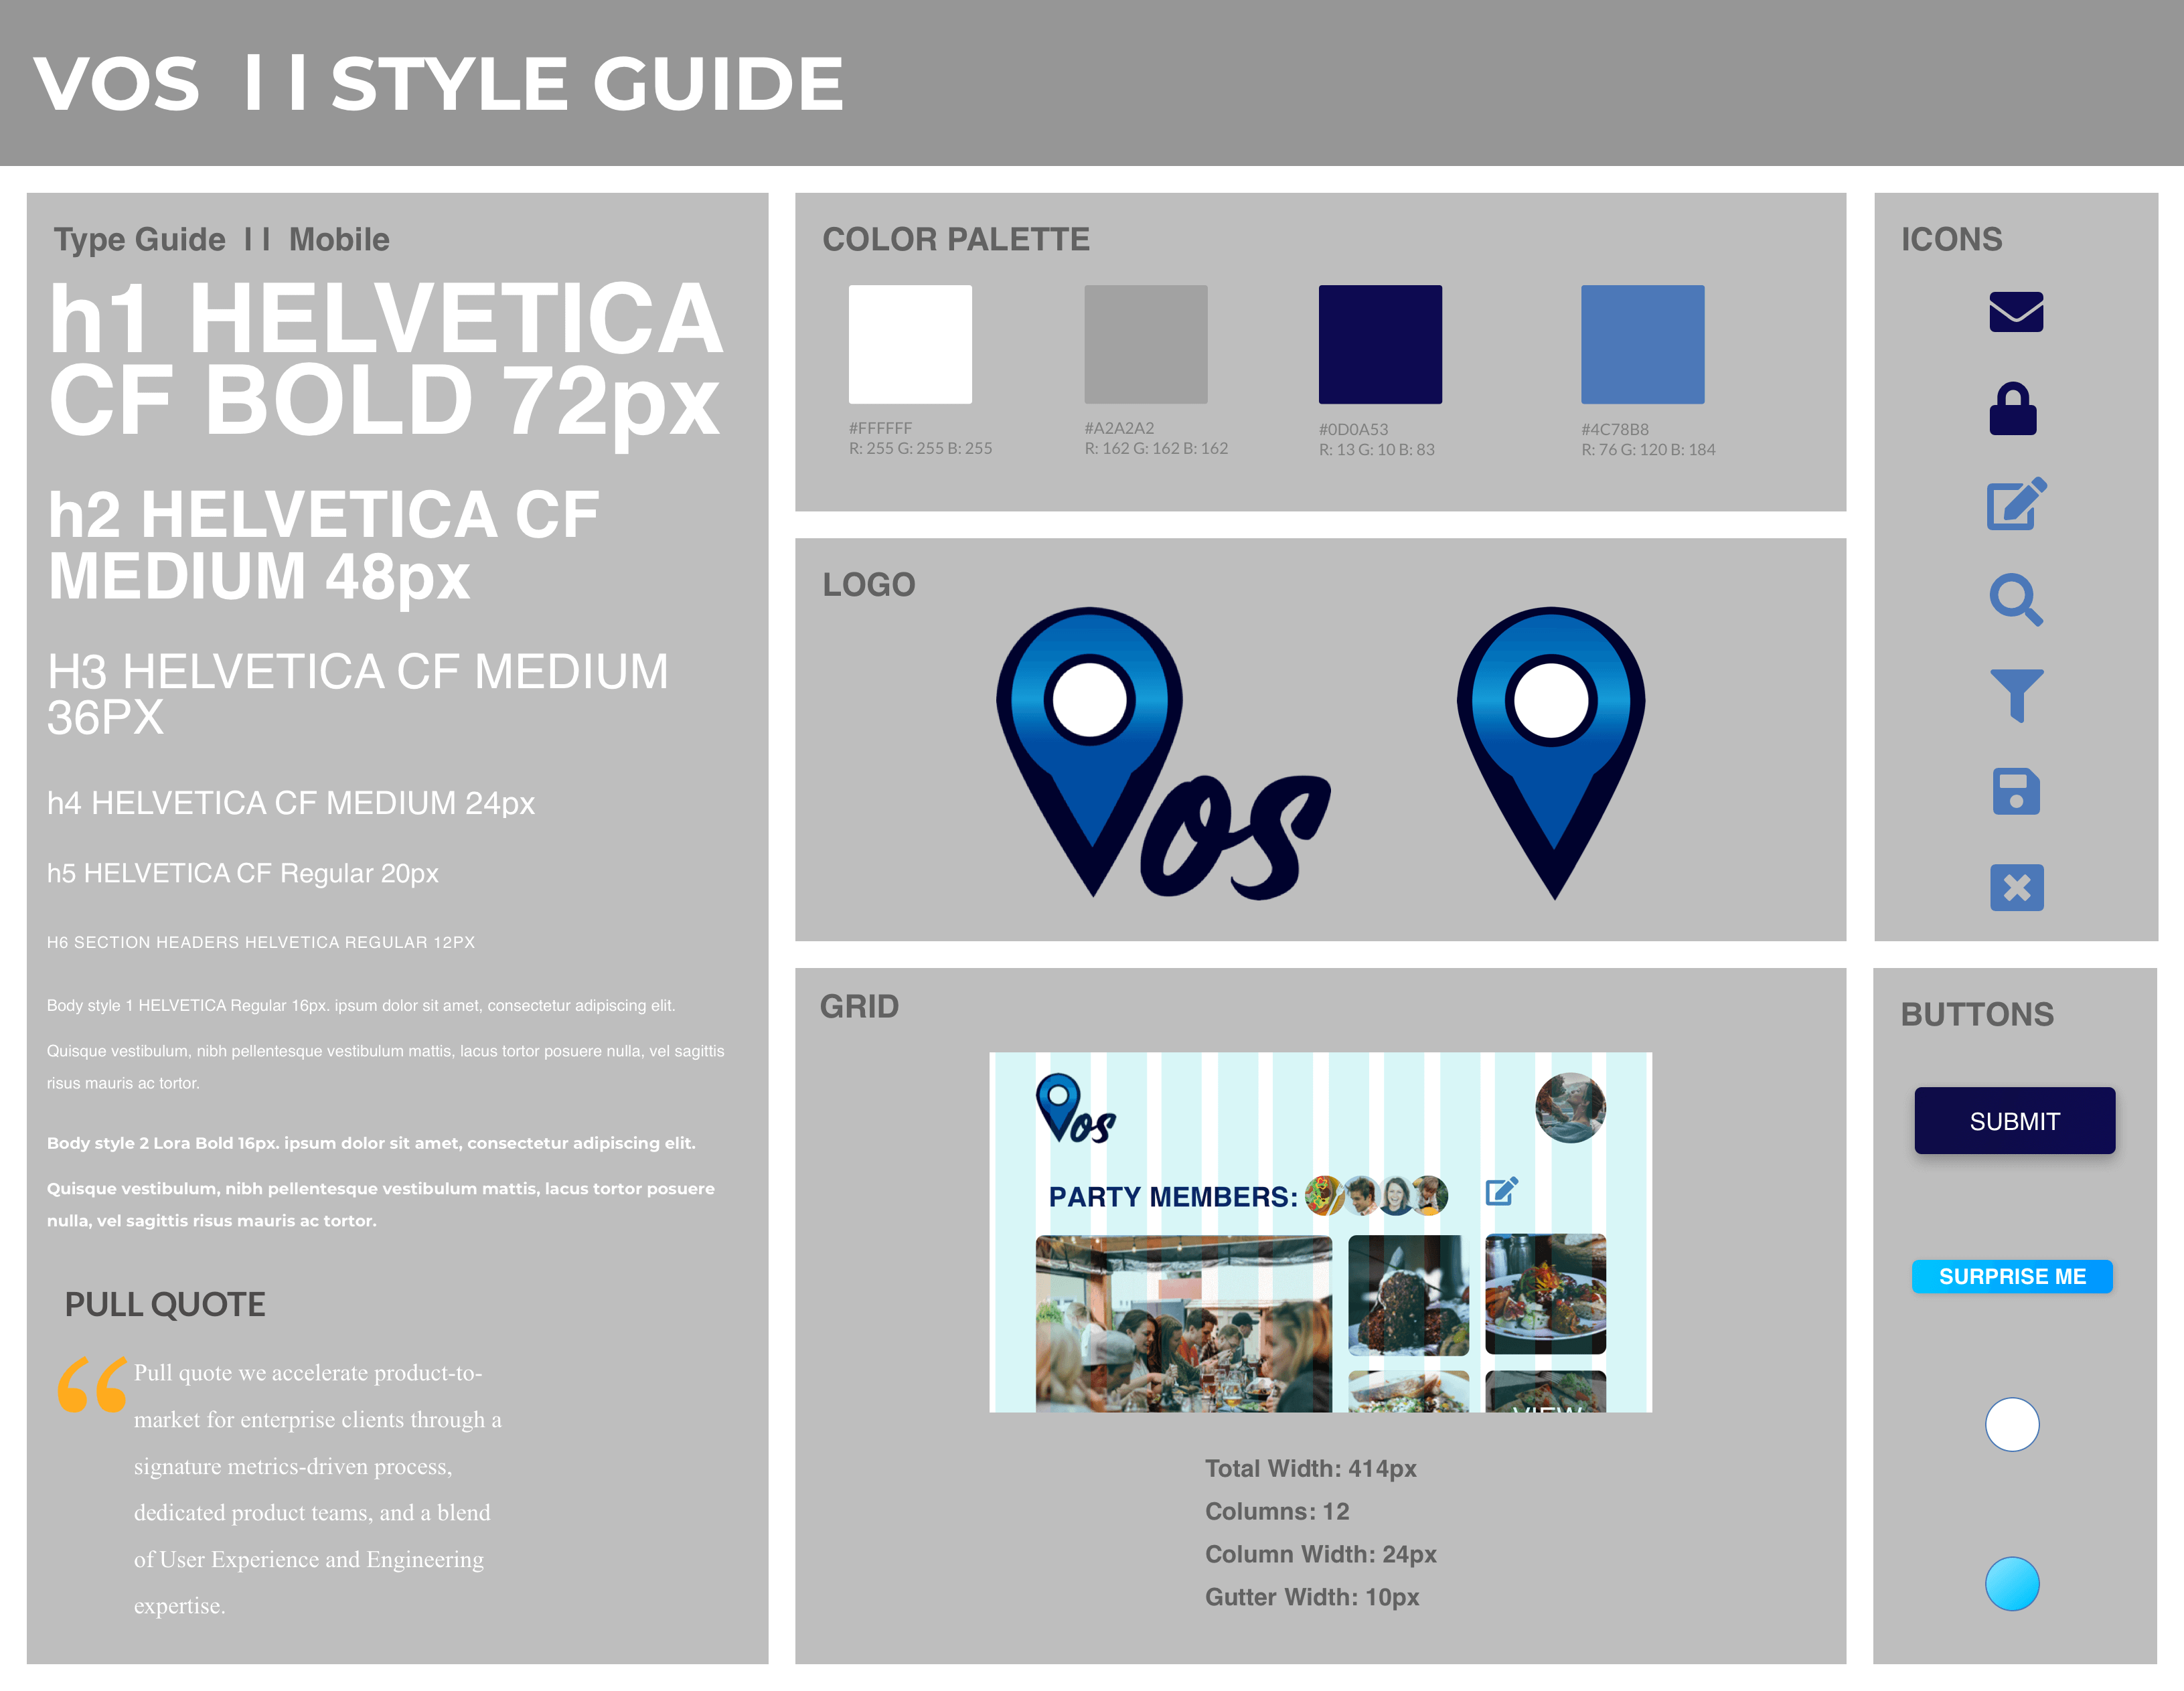 VOS || STYLE GUIDE
Type Guide || Mobile
h1 HELVETICA
CF BOLD 72px
h2 HELVETICA CF
MEDIUM 48px
H3 HELVETICA CF MEDIUM
36PX
h4 HELVETICA CF MEDIUM 24px
h5 HELVETICA CF Regular 20px
H6 SECTION HEADERS HELVETICA REGULAR 12PX
Body style 1 HELVETICA Regular 16px. ipsum dolor sit amet, consectetur adipiscing elit.
Quisque vestibulum, nibh pellentesque vestibulum mattis, lacus tortor posuere nulla, vel sagittis
risus mauris ac tortor.
Body style 2 Lora Bold 16px. ipsum dolor sit amet, consectetur adipiscing elit.
Quisque vestibulum, nibh pellentesque vestibulum mattis, lacus tortor posuere
nulla, vel sagittis risus mauris ac tortor.
PULL QUOTE
“Pull quote we accelerate product-to-
market for enterprise clients through a
signature metrics-driven process,
dedicated product teams, and a blend
of User Experience and Engineering
expertise.
COLOR PALETTE
#FFFFFF
R: 255 G: 255 B: 255
#A2A2A2
R: 162 G: 162 B: 162
#0D0A53
R: 13 G: 10 B: 83
#4C78B8
R: 76 G: 120 B: 184
LOGO
Vos
GRID
Vos
PARTY MEMBERS:
VIEW
Total Width: 414px
Columns: 12
Column Width: 24px
Gutter Width: 10px
ICONS
BUTTONS
SUBMIT
SURPRISE ME